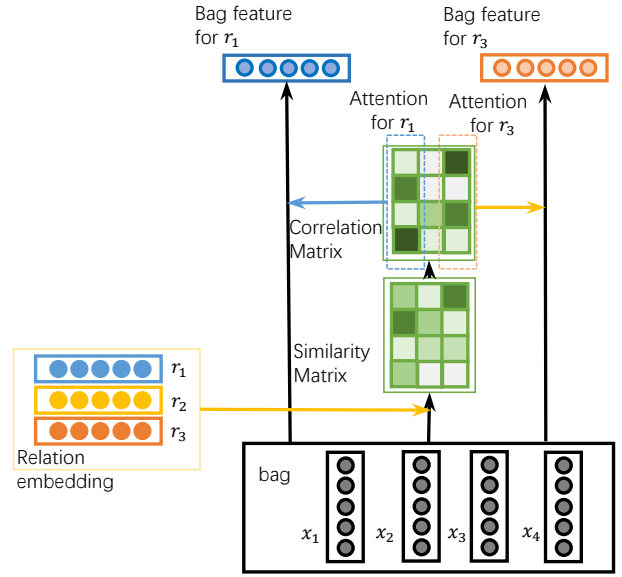 Bag feature
for r₁
Bag feature
for r₃
Attention
for r₁
Attention
for r₃
Correlation
Matrix
Similarity
Matrix
r₁
r₂
r₃
Relation
embedding
bag
x₁
x₂
x₃
x₄